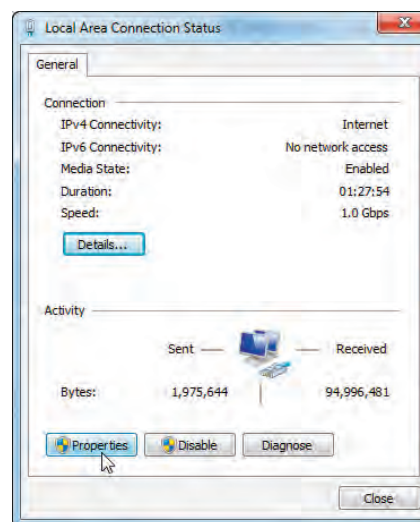 Local Area Connection Status
General
Connection
IPv4 Connectivity: Internet
IPv6 Connectivity: No network access
Media State: Enabled
Duration: 01:27:54
Speed: 1.0 Gbps
Details...
Activity
Sent Received
Bytes: 1,975,644 94,996,481
Properties Disable Diagnose
Close